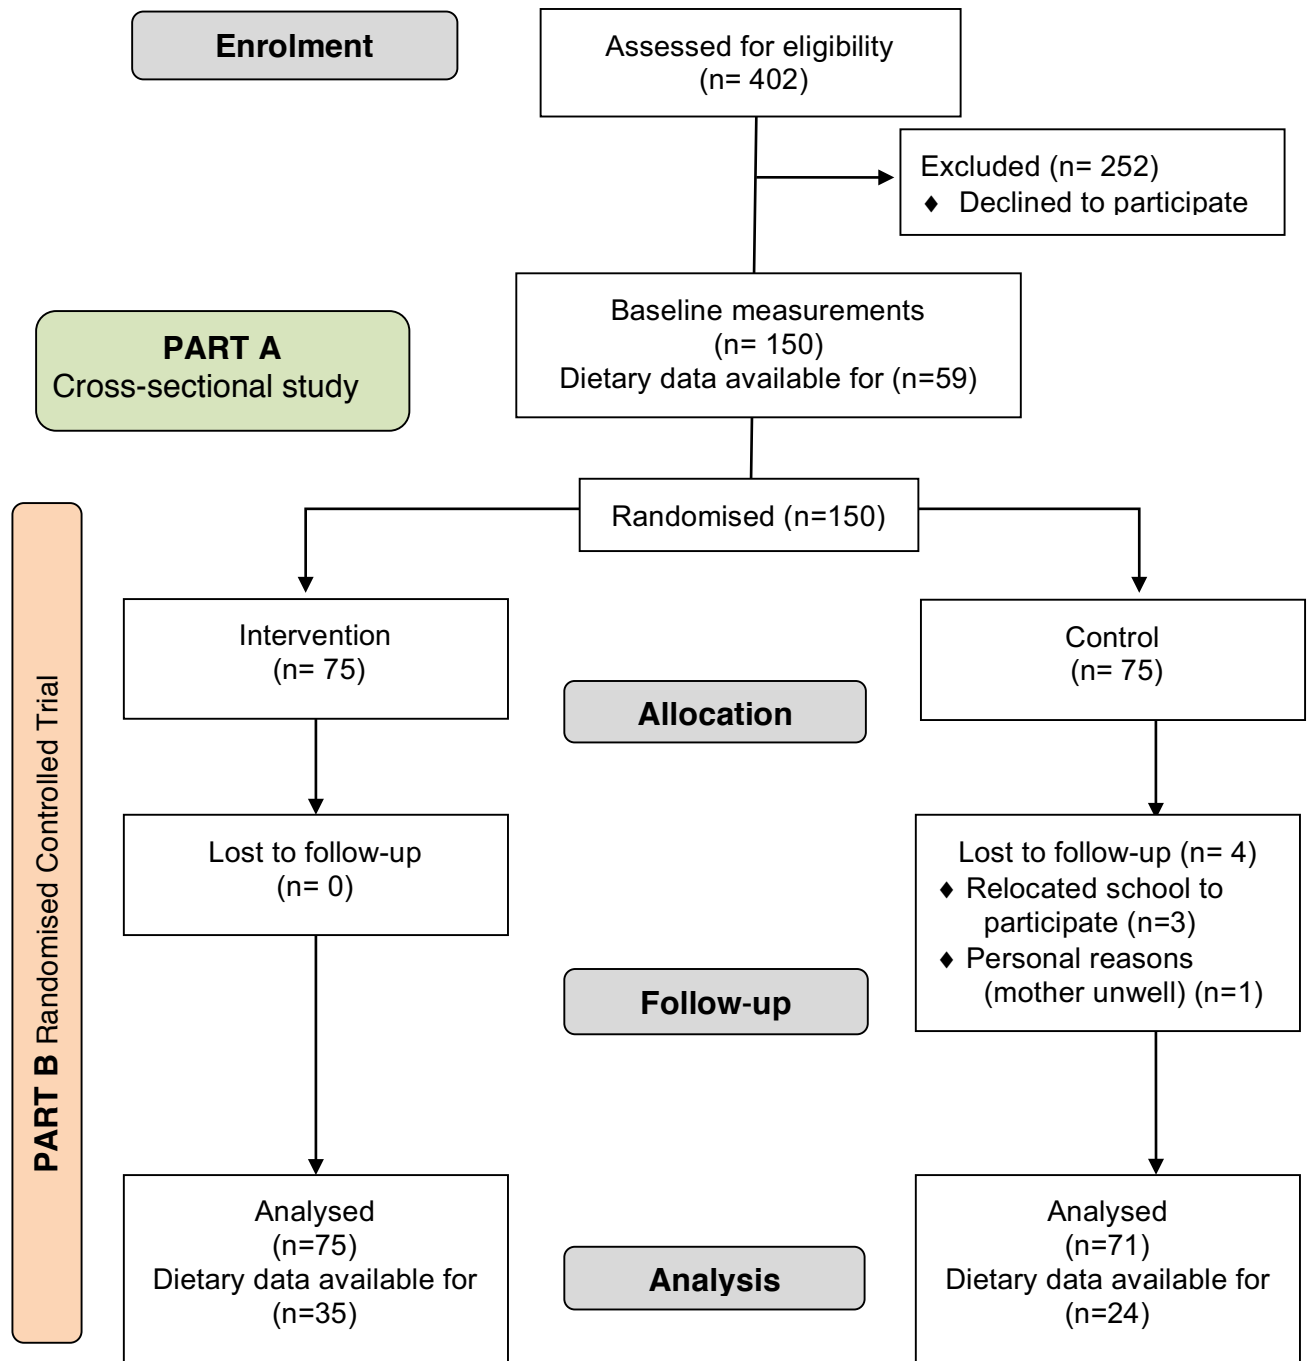 Enrolment
Assessed for eligibility
(n= 402)
Excluded (n= 252)
♦ Declined to participate
Baseline measurements
(n= 150)
Dietary data available for (n=59)
PART A
Cross-sectional study
Randomised (n=150)
Intervention
(n= 75)
Control
(n= 75)
Allocation
Lost to follow-up
(n= 0)
Lost to follow-up (n= 4)
♦ Relocated school to
participate (n=3)
♦ Personal reasons
(mother unwell) (n=1)
Follow-up
PART B Randomised Controlled Trial
Analysed
(n=75)
Dietary data available for
(n=35)
Analysis
Analysed
(n=71)
Dietary data available for
(n=24)